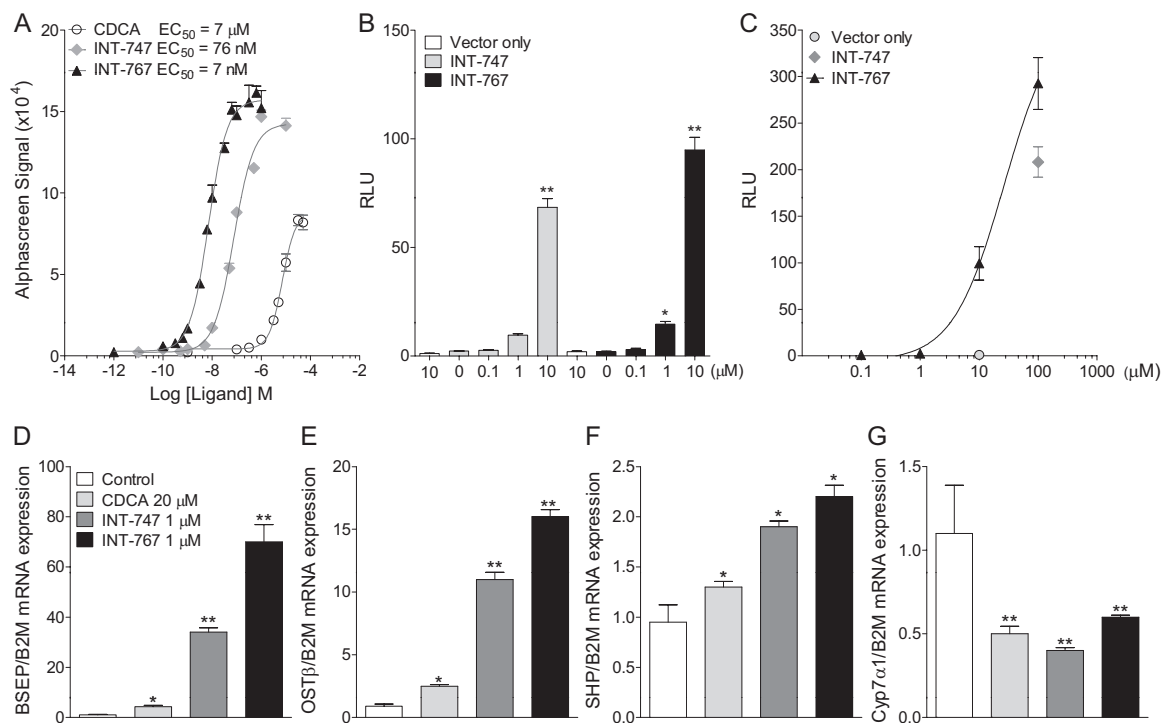 A
CDCA EC50 = 7 μM
INT-747 EC50 = 76 nM
INT-767 EC50 = 7 nM
Alphascreen Signal (x10^4)
20
15
10
5
0
-14 -12 -10 -8 -6 -4 -2
Log [Ligand] M
B
Vector only
INT-747
INT-767
RLU
150
100
50
0
**
*
**
10 0 0.1 1 10 10 0 0.1 1 10 (μM)
C
Vector only
INT-747
INT-767
RLU
350
300
250
200
150
100
50
0
0.1 1 10 100 1000 (μM)
D
Control
CDCA 20 μM
INT-747 1 μM
INT-767 1 μM
BSEP/B2M mRNA expression
100
80
60
40
20
0
*
**
**
E
OSTβ/B2M mRNA expression
20
15
10
5
0
*
**
**
F
SHP/B2M mRNA expression
2.5
2.0
1.5
1.0
0.5
0.0
*
*
*
G
Cyp7α1/B2M mRNA expression
1.5
1.0
0.5
0.0
**
**
**